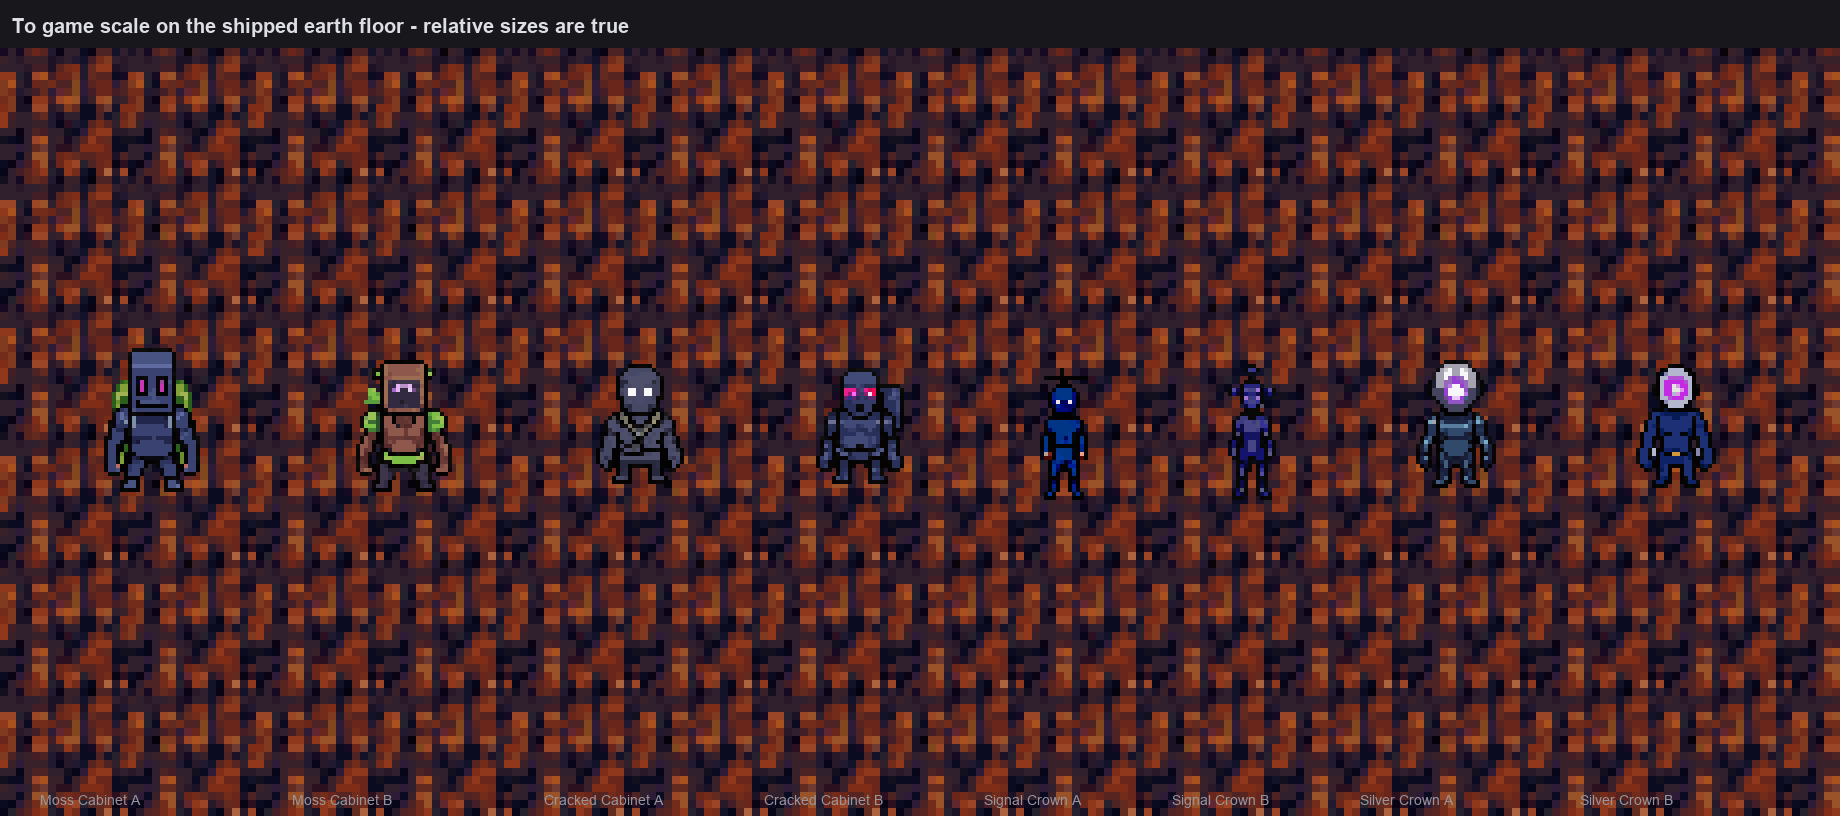 To game scale on the shipped earth floor - relative sizes are true
Moss Cabinet A
Moss Cabinet B
Cracked Cabinet A
Cracked Cabinet B
Signal Crown A
Signal Crown B
Silver Crown A
Silver Crown B